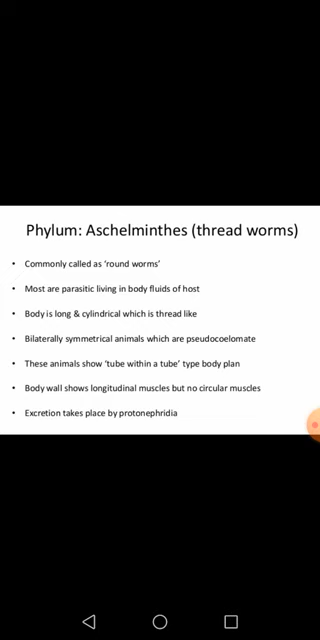 Phylum: Aschelminthes (thread worms)
• Commonly called as 'round worms'
• Most are parasitic living in body fluids of host
• Body is long & cylindrical which is thread like
• Bilaterally symmetrical animals which are pseudocoelomate
• These animals show 'tube within a tube' type body plan
• Body wall shows longitudinal muscles but no circular muscles
• Excretion takes place by protonephridia